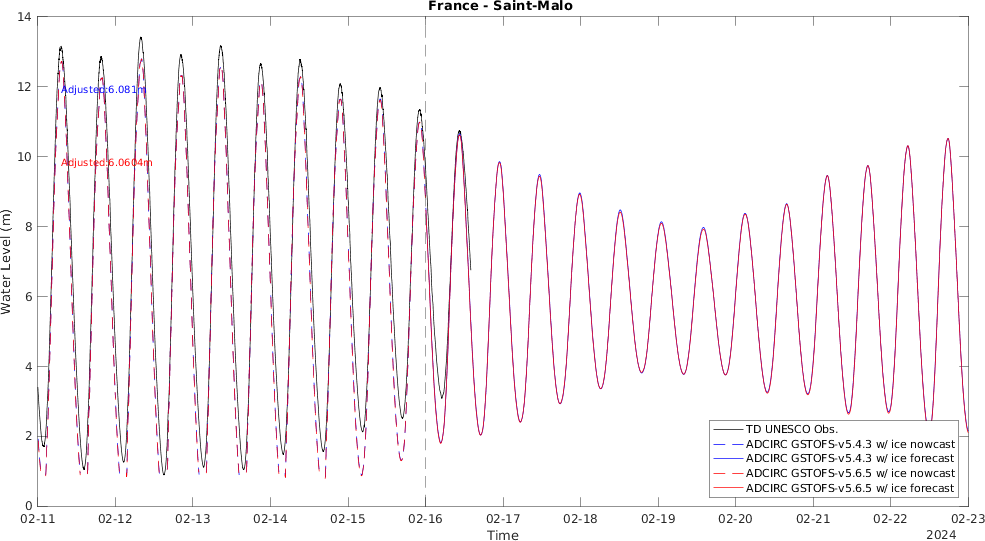 France - Saint-Malo
14
12
10
8
6
4
2
0
Water Level (m)
Adjusted:6.081m
Adjusted:6.0604m
TD UNESCO Obs.
ADCIRC GSTOFS-v5.4.3 w/ ice nowcast
ADCIRC GSTOFS-v5.4.3 w/ ice forecast
ADCIRC GSTOFS-v5.6.5 w/ ice nowcast
ADCIRC GSTOFS-v5.6.5 w/ ice forecast
02-11 02-12 02-13 02-14 02-15 02-16 02-17 02-18 02-19 02-20 02-21 02-22 02-23
Time
2024